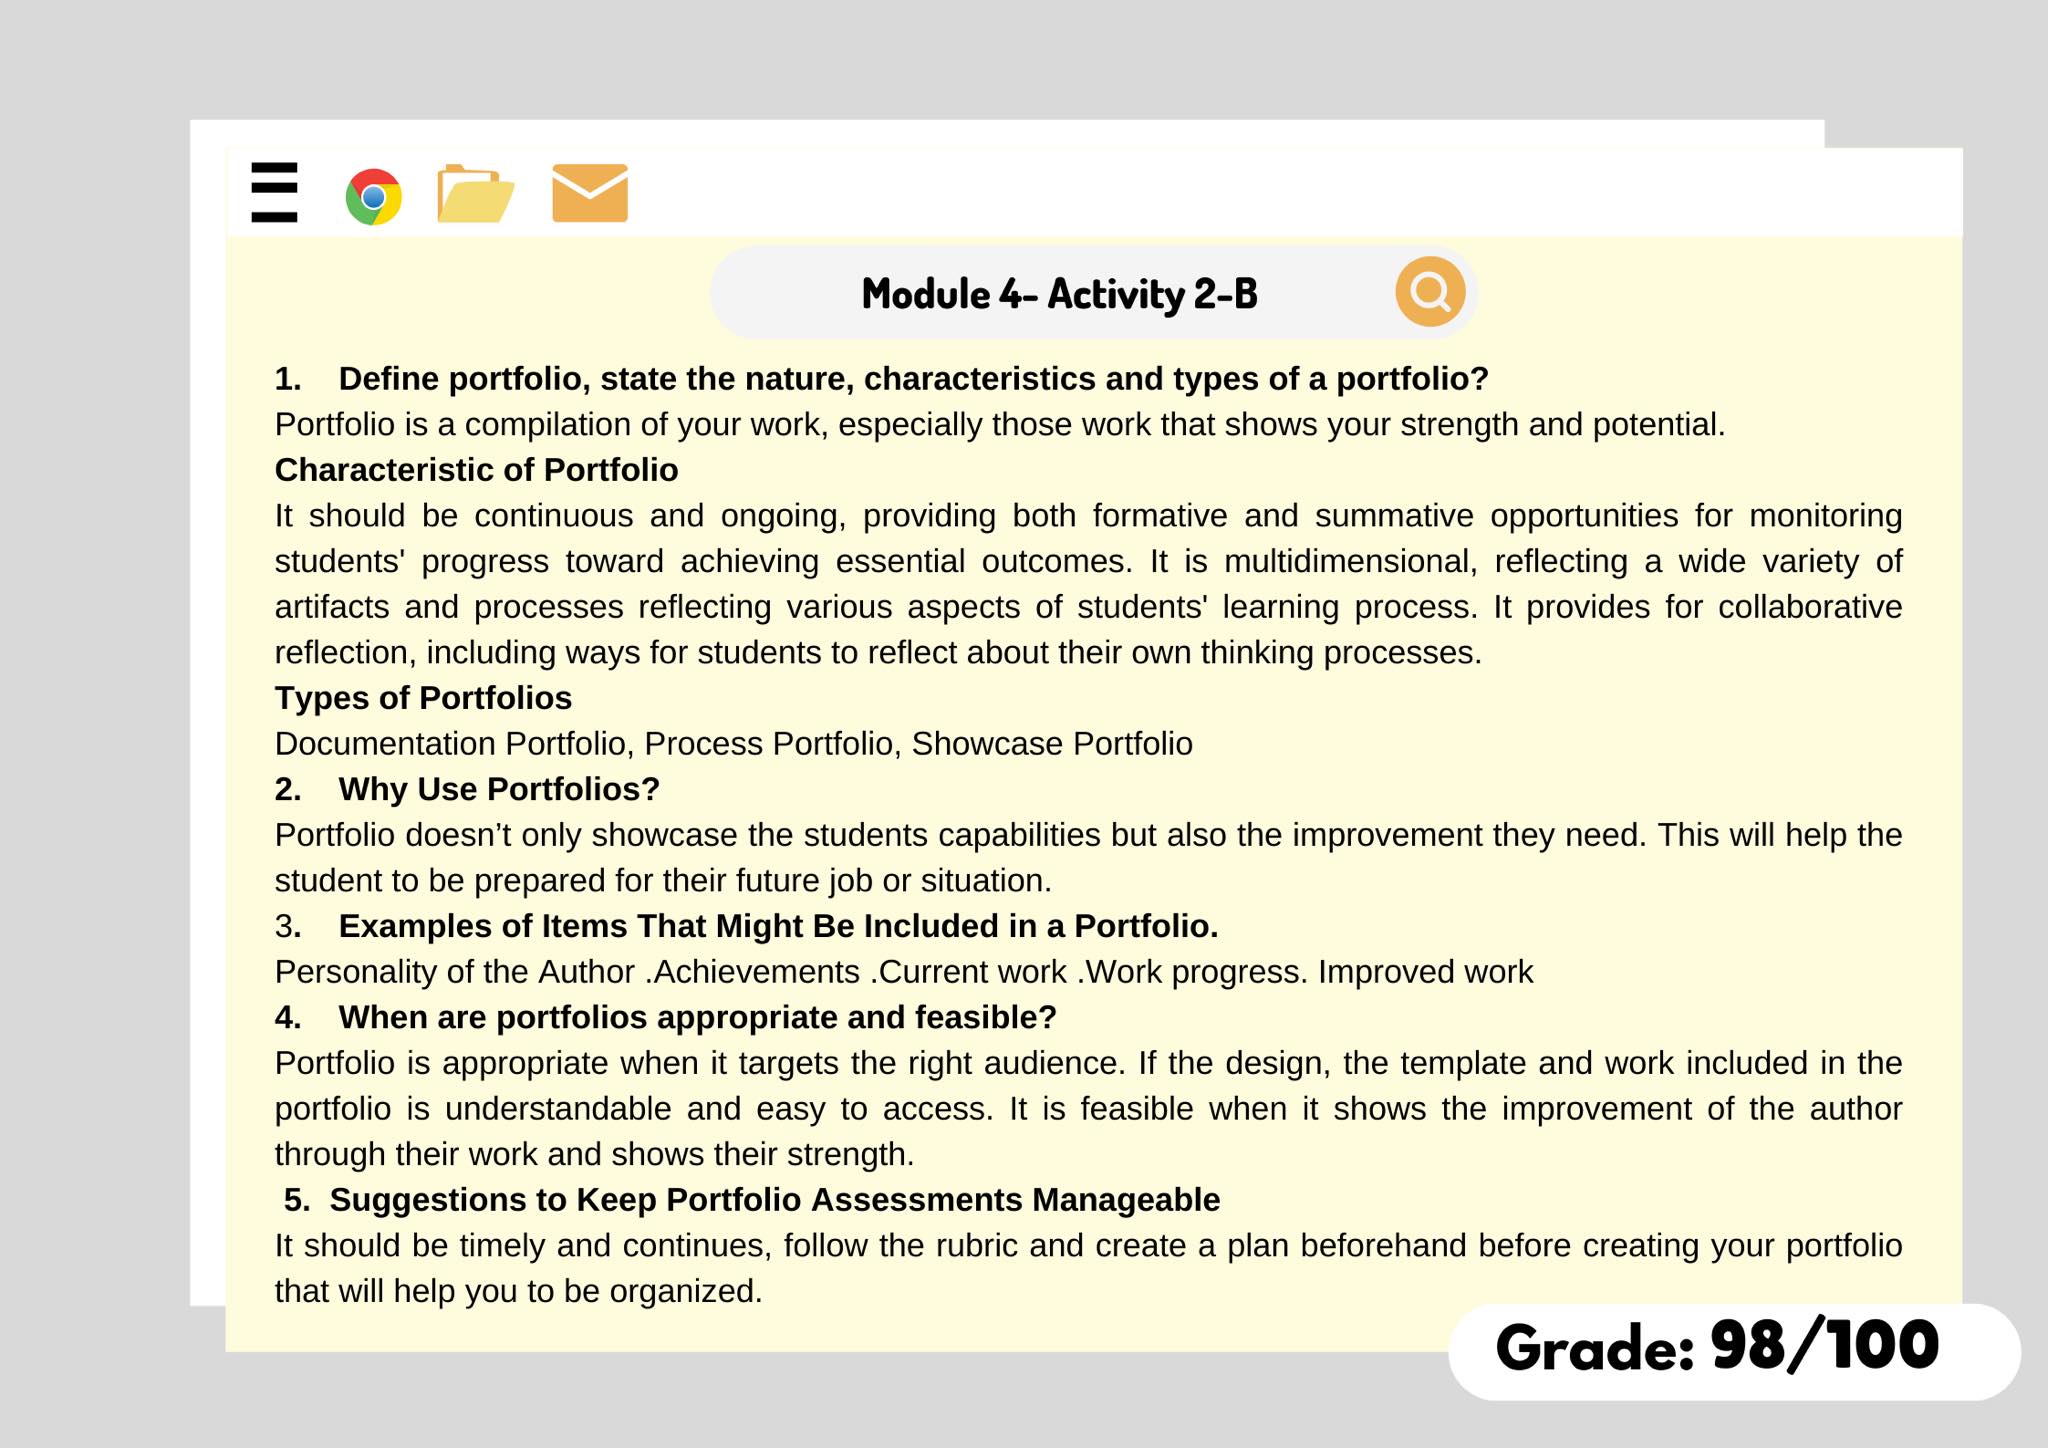 Module 4- Activity 2-B
1. Define portfolio, state the nature, characteristics and types of a portfolio?
Portfolio is a compilation of your work, especially those work that shows your strength and potential.
Characteristic of Portfolio
It should be continuous and ongoing, providing both formative and summative opportunities for monitoring
students' progress toward achieving essential outcomes. It is multidimensional, reflecting a wide variety of
artifacts and processes reflecting various aspects of students' learning process. It provides for collaborative
reflection, including ways for students to reflect about their own thinking processes.
Types of Portfolios
Documentation Portfolio, Process Portfolio, Showcase Portfolio
2. Why Use Portfolios?
Portfolio doesn’t only showcase the students capabilities but also the improvement they need. This will help the
student to be prepared for their future job or situation.
3. Examples of Items That Might Be Included in a Portfolio.
Personality of the Author .Achievements .Current work .Work progress. Improved work
4. When are portfolios appropriate and feasible?
Portfolio is appropriate when it targets the right audience. If the design, the template and work included in the
portfolio is understandable and easy to access. It is feasible when it shows the improvement of the author
through their work and shows their strength.
5. Suggestions to Keep Portfolio Assessments Manageable
It should be timely and continues, follow the rubric and create a plan beforehand before creating your portfolio
that will help you to be organized.
Grade: 98/100